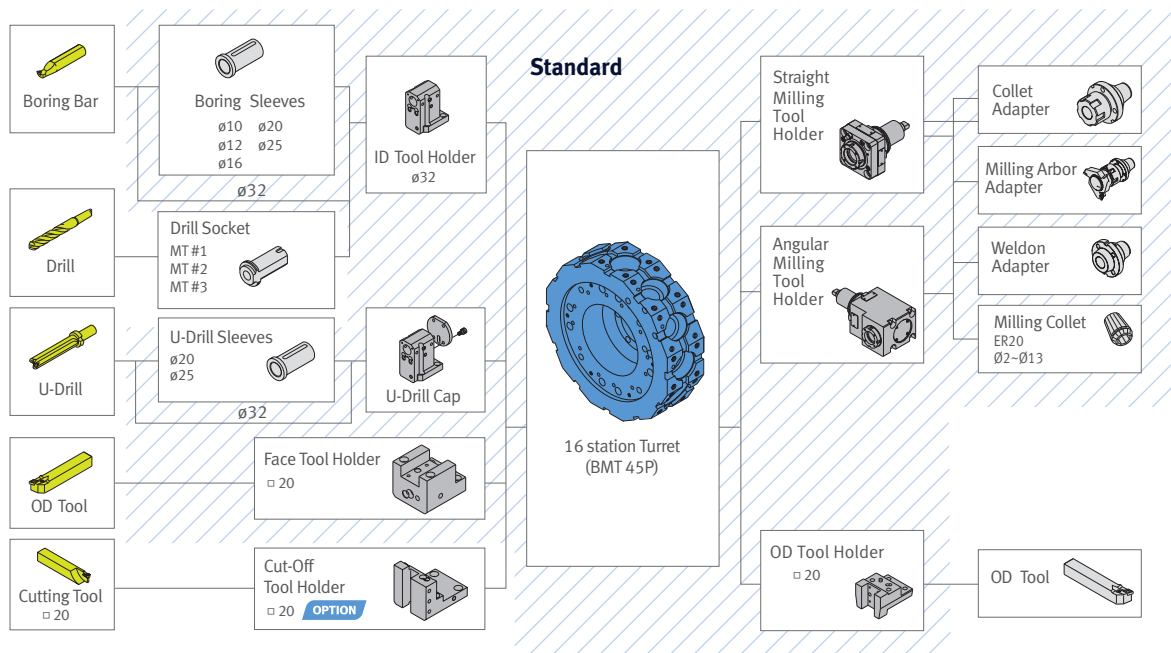 Standard
Boring Bar
Boring Sleeves
ø10 ø20
ø12 ø25
ø16
ø32
ID Tool Holder
ø32
Drill
Drill Socket
MT #1
MT #2
MT #3
U-Drill
U-Drill Sleeves
ø20
ø25
ø32
U-Drill Cap
OD Tool
Face Tool Holder
□ 20
Cutting Tool
□ 20
Cut-Off
Tool Holder
□ 20 OPTION
16 station Turret
(BMT 45P)
Straight
Milling
Tool
Holder
Angular
Milling
Tool
Holder
Collet
Adapter
Milling Arbor
Adapter
Weldon
Adapter
Milling Collet
ER20
Ø2~Ø13
OD Tool Holder
□ 20
OD Tool